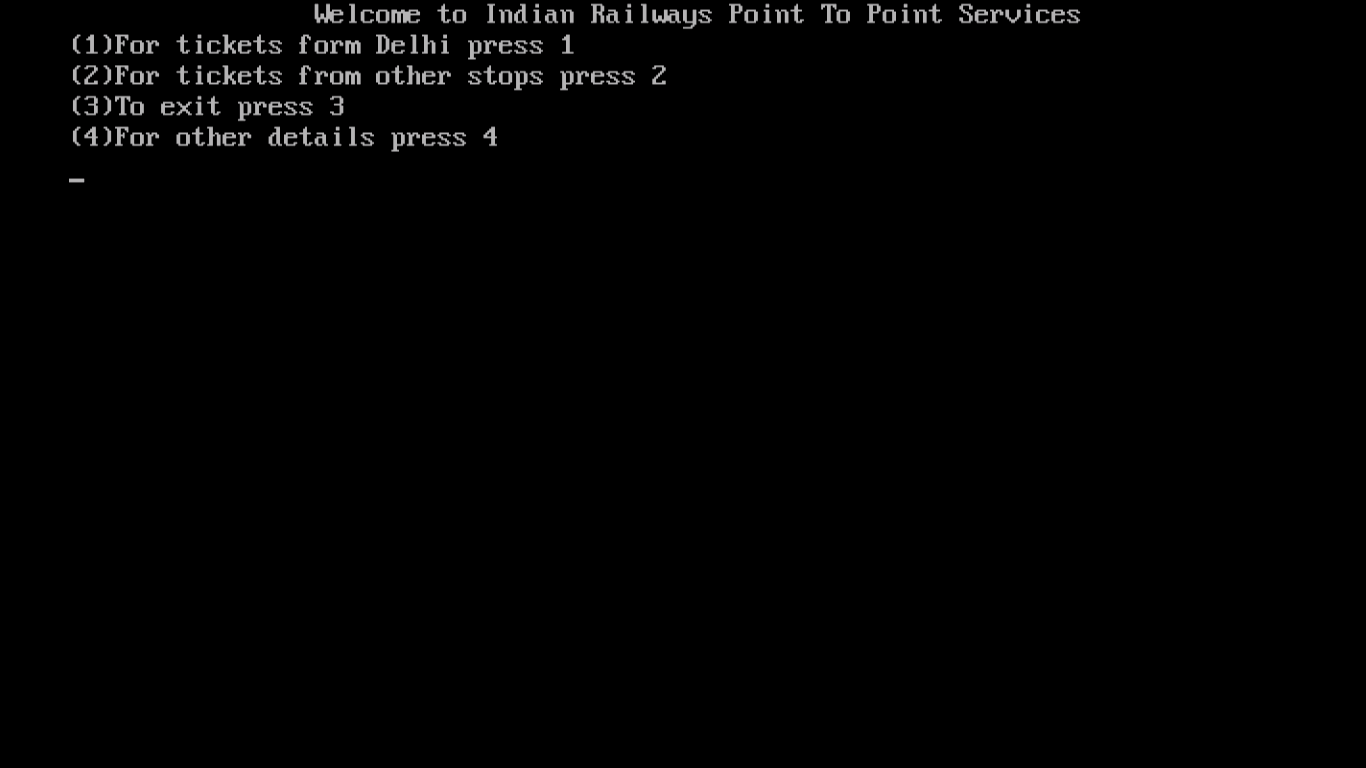 Welcome to Indian Railways Point To Point Services
(1)For tickets form Delhi press 1
(2)For tickets from other stops press 2
(3)To exit press 3
(4)For other details press 4